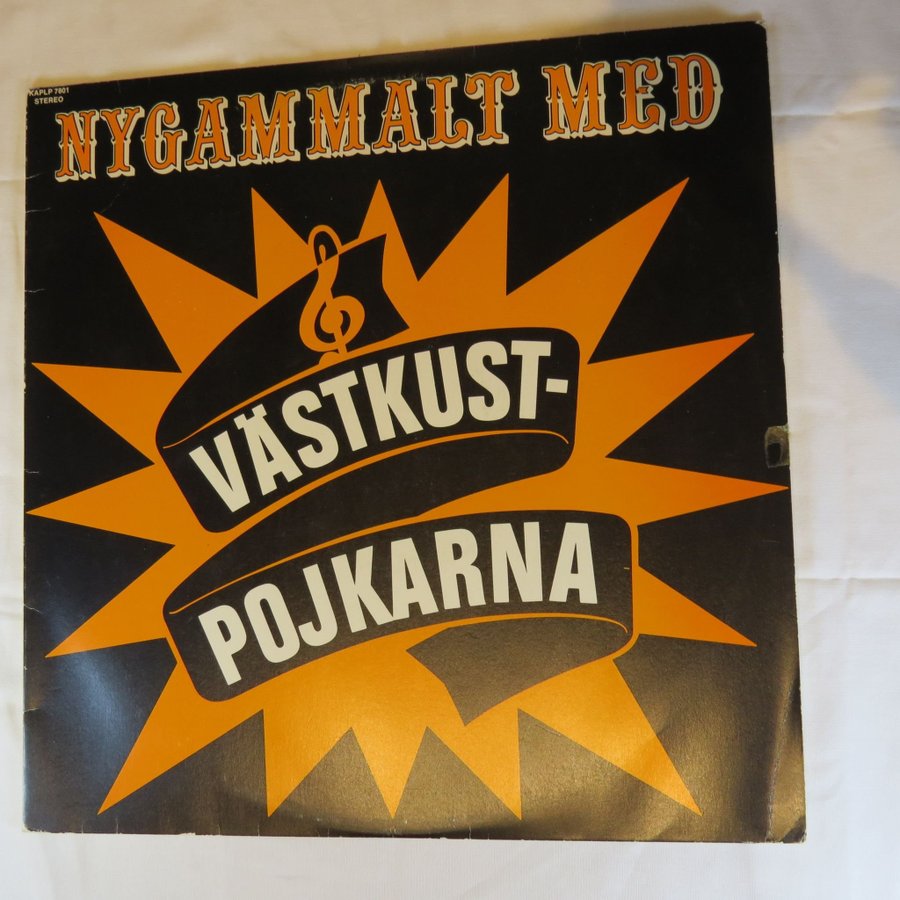 KAPLP 7801
STEREO
NYGAMMALT MED
VÄSTKUST-
POJKARNA